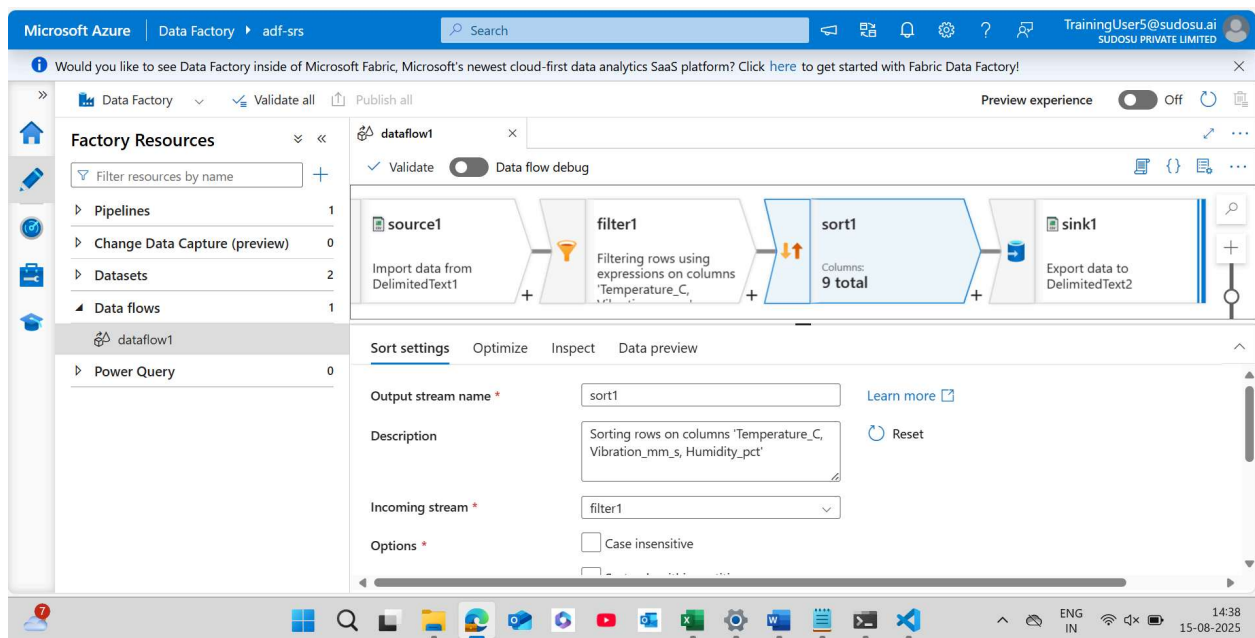 Microsoft Azure
Data Factory
adf-srs
Search
TrainingUser5@sudosu.ai
SUDOSU PRIVATE LIMITED
Would you like to see Data Factory inside of Microsoft Fabric, Microsoft's newest cloud-first data analytics SaaS platform? Click here to get started with Fabric Data Factory!
Data Factory
Validate all
Publish all
Preview experience
Off
Factory Resources
Filter resources by name
Pipelines 1
Change Data Capture (preview) 0
Datasets 2
Data flows 1
dataflow1
Power Query 0
dataflow1
Validate
Data flow debug
source1
Import data from
DelimitedText1
filter1
Filtering rows using
expressions on columns
'Temperature_C,
sort1
Columns:
9 total
sink1
Export data to
DelimitedText2
Sort settings
Optimize
Inspect
Data preview
Output stream name *
sort1
Learn more
Description
Sorting rows on columns 'Temperature_C,
Vibration_mm_s, Humidity_pct'
Reset
Incoming stream *
filter1
Options *
Case insensitive
7
ENG
IN
14:38
15-08-2025